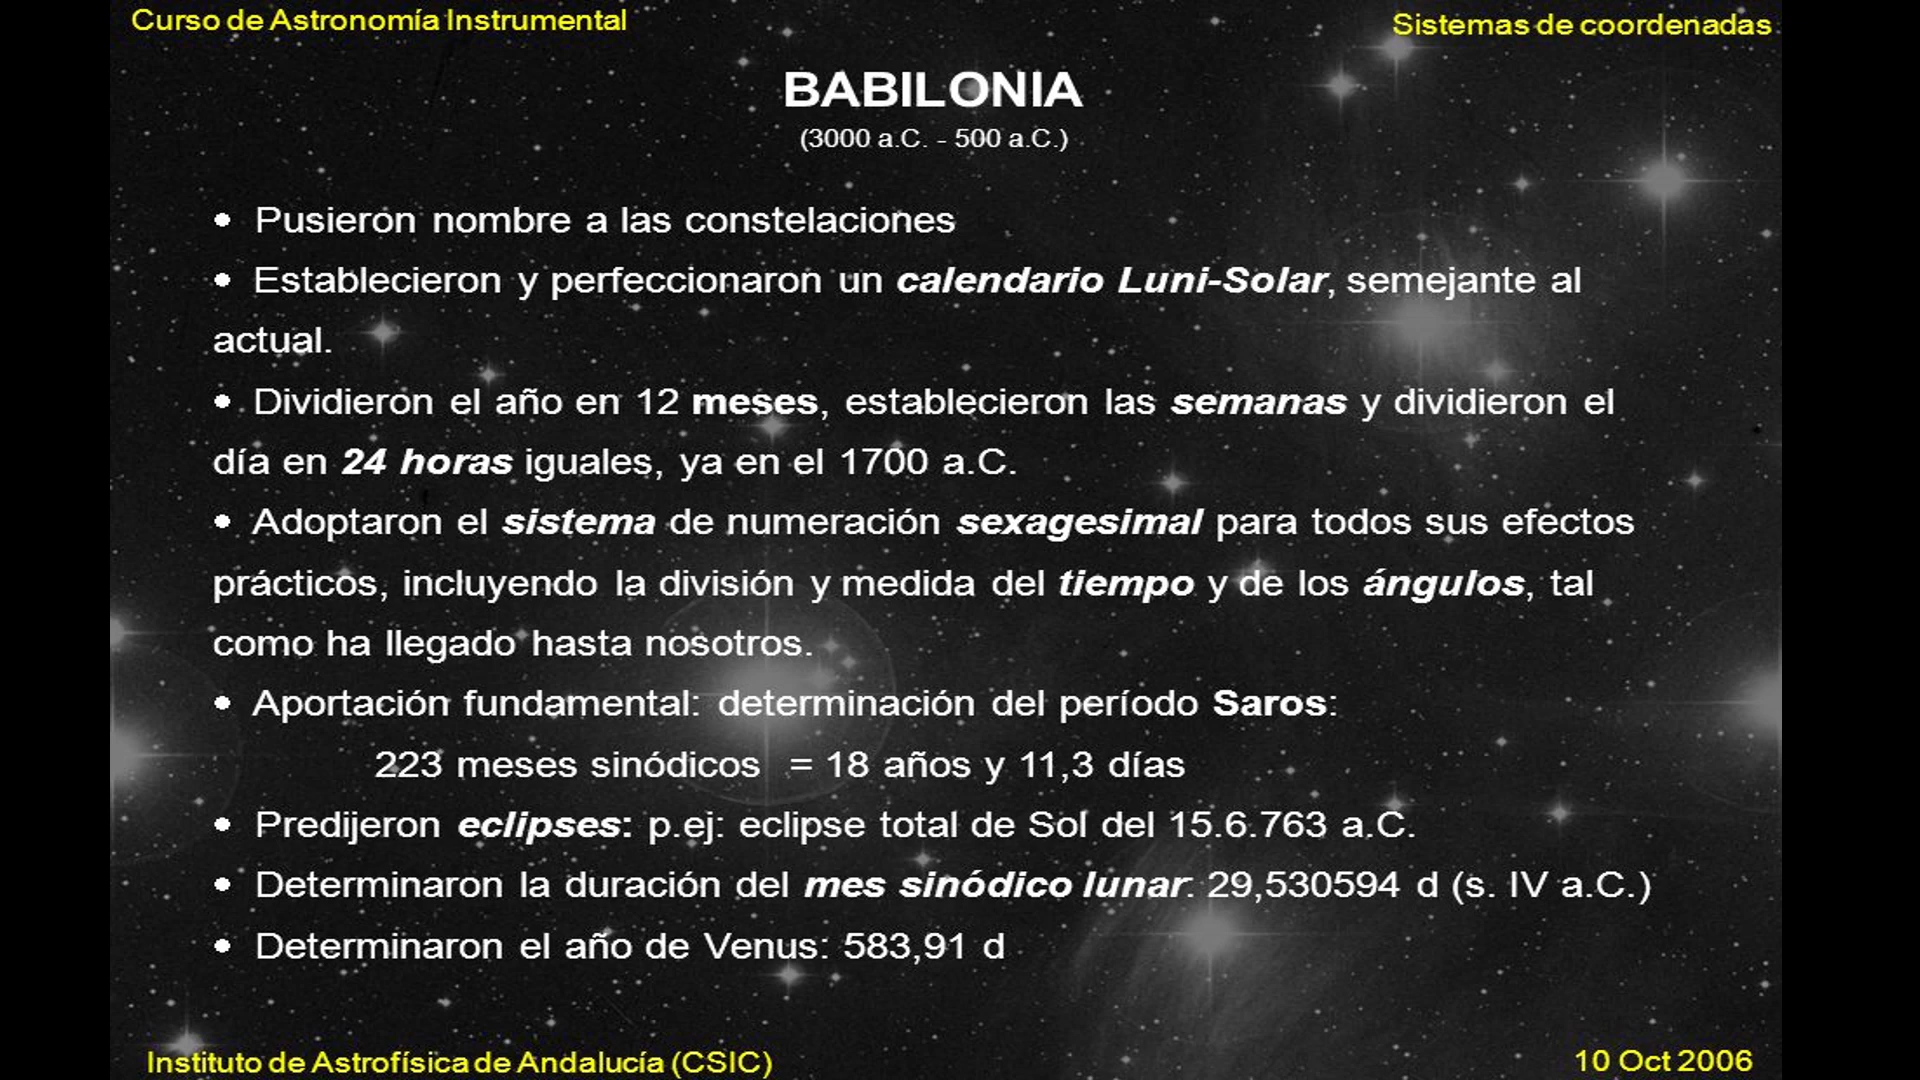 Curso de Astronomía Instrumental
Sistemas de coordenadas
BABILONIA
(3000 a.C. - 500 a.C.)
• Pusieron nombre a las constelaciones
• Establecieron y perfeccionaron un calendario Luni-Solar, semejante al
actual.
• Dividieron el año en 12 meses, establecieron las semanas y dividieron el
día en 24 horas iguales, ya en el 1700 a.C.
• Adoptaron el sistema de numeración sexagesimal para todos sus efectos
prácticos, incluyendo la división y medida del tiempo y de los ángulos, tal
como ha llegado hasta nosotros.
• Aportación fundamental: determinación del período Saros:
223 meses sinódicos = 18 años y 11,3 días
• Predijeron eclipses: p.ej: eclipse total de Sol del 15.6.763 a.C.
• Determinaron la duración del mes sinódico lunar: 29,530594 d (s. IV a.C.)
• Determinaron el año de Venus: 583,91 d
Instituto de Astrofísica de Andalucía (CSIC)
10 Oct 2006